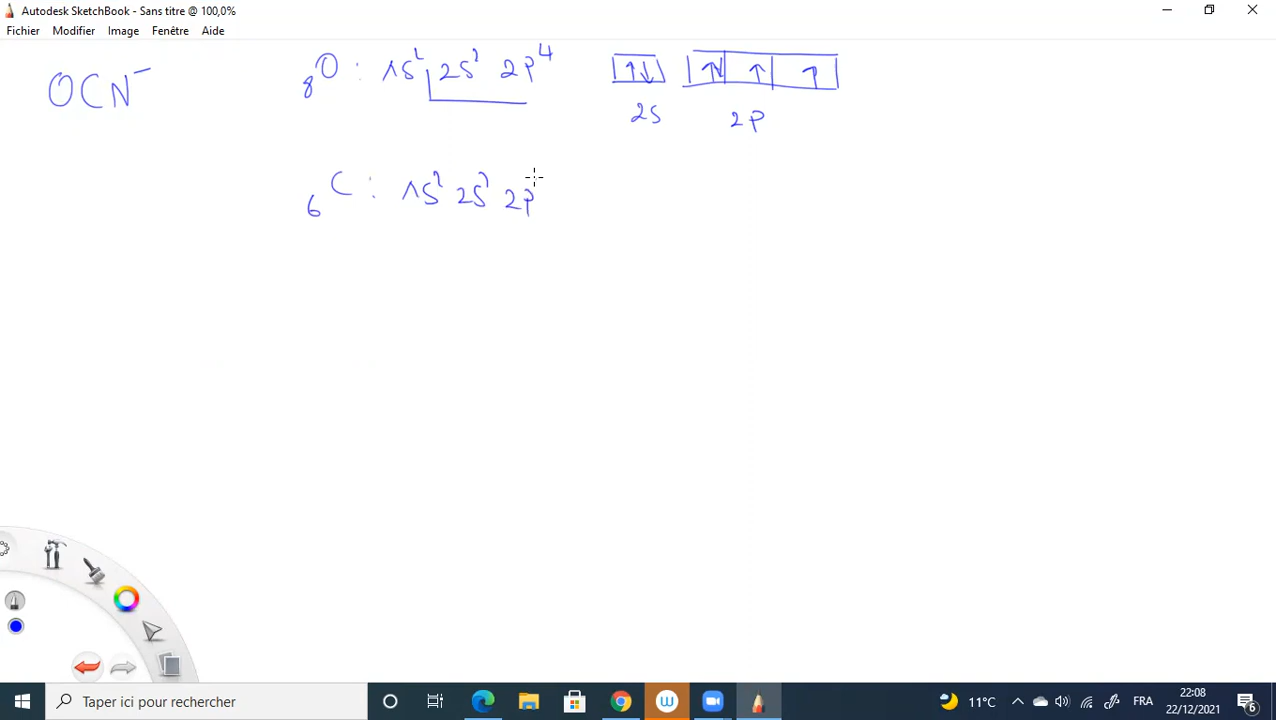 Autodesk SketchBook - Sans titre @ 100,0%
Fichier Modifier Image Fenêtre Aide
OCN⁻
₈O : 1s² 2s² 2p⁴ ↑↓ ↑↓ ↑ ↑
2s 2p
₆C : 1s² 2s² 2p
Taper ici pour rechercher
W
11°C
FRA
22:08
22/12/2021
6